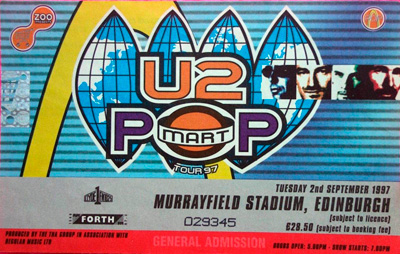 ZOO
U2
POP
MART
TOUR 97
TUESDAY 2nd SEPTEMBER 1997
MURRAYFIELD STADIUM, EDINBURGH
[subject to licence]
£28.50 [subject to booking fee]
FORTH
029345
PRODUCED BY THE TNA GROUP IN ASSOCIATION WITH
REGULAR MUSIC LTD
GENERAL ADMISSION
DOORS OPEN: 5.00PM - SHOW STARTS: 7.00PM